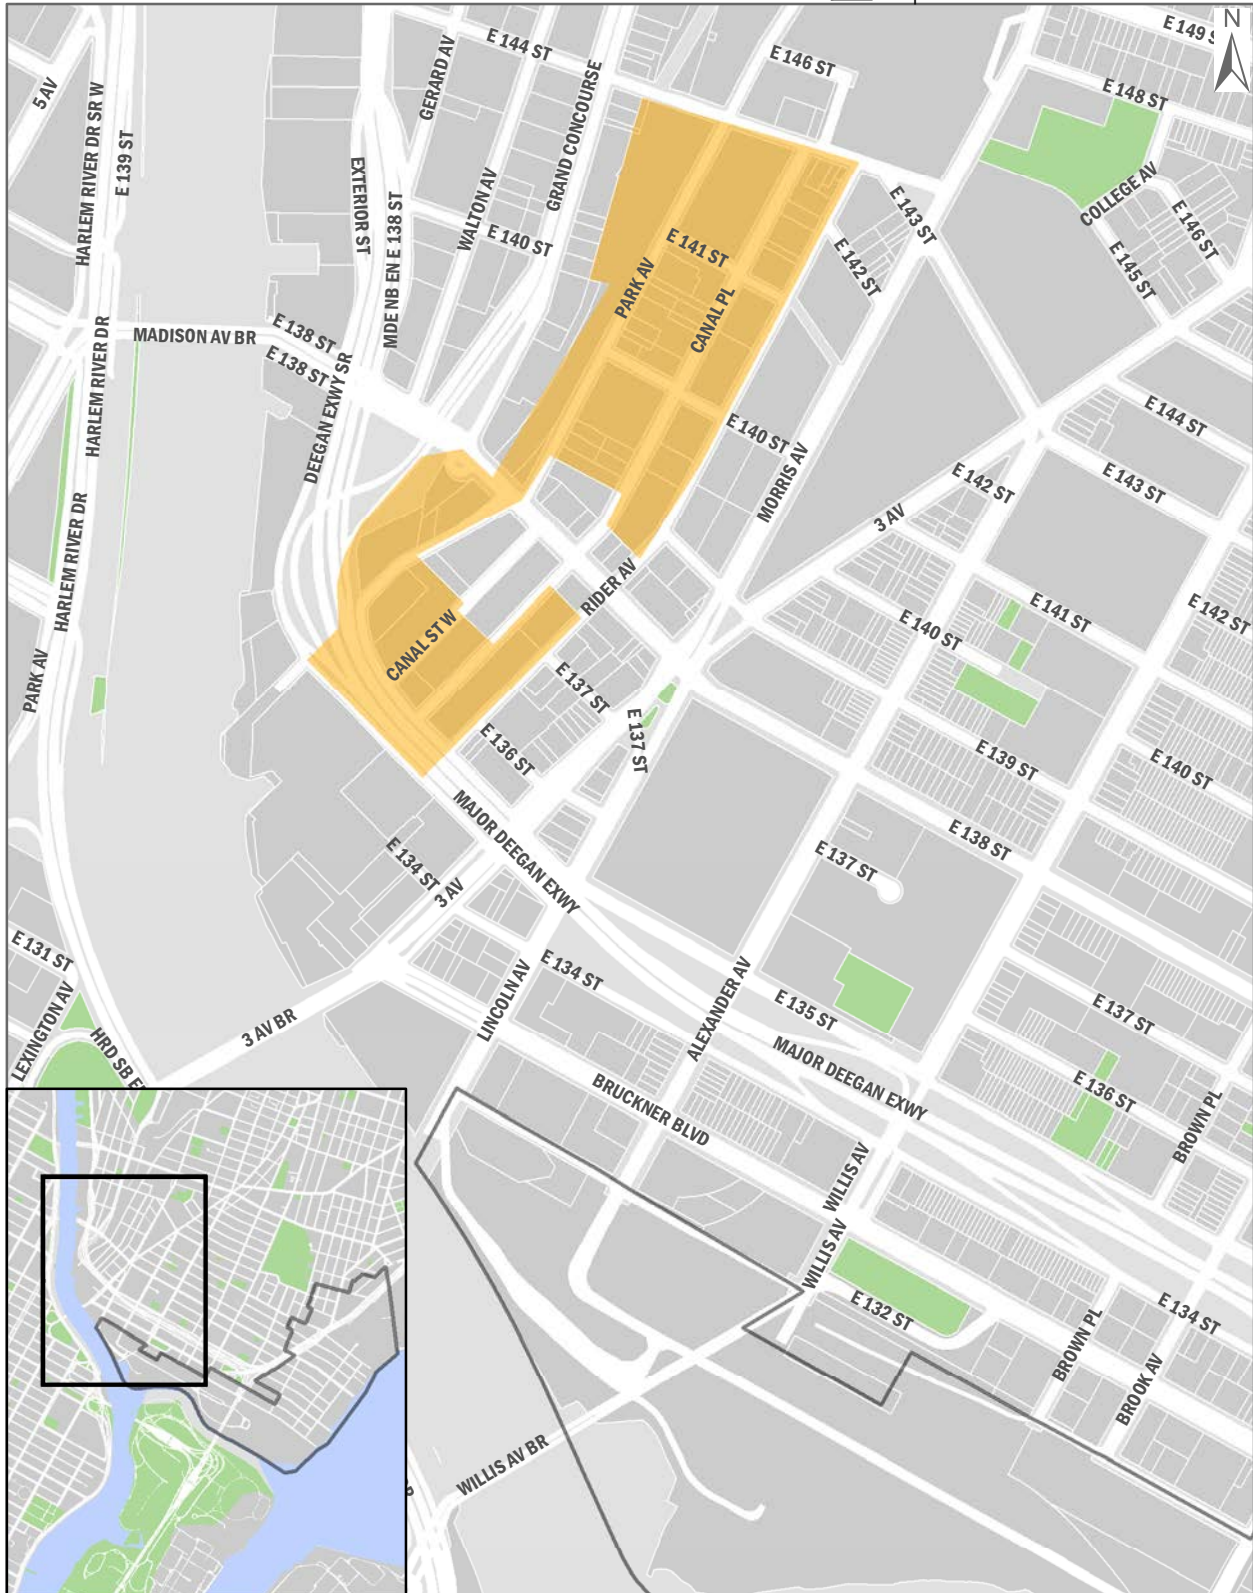 N
E 149 S
E 144 ST
E 146 ST
5 AV
GERARD AV
GRAND CONCOURSE
E 148 ST
HARLEM RIVER DR SR W
E 139 ST
EXTERIOR ST
MDE NB EN E 138 ST
WALTON AV
E 140 ST
E 143 ST
COLLEGE AV
E 146 ST
E 141 ST
E 142 ST
E 145 ST
PARK AV
CANAL PL
MADISON AV BR
E 138 ST
E 138 ST
HARLEM RIVER DR
DEEGAN EXWY SR
E 140 ST
MORRIS AV
E 144 ST
E 142 ST
E 143 ST
3 AV
HARLEM RIVER DR
RIDER AV
E 141 ST
E 142 ST
E 140 ST
CANAL ST W
PARK AV
E 137 ST
E 137 ST
E 136 ST
E 139 ST
E 140 ST
MAJOR DEEGAN EXWY
E 138 ST
E 134 ST
3 AV
E 137 ST
E 131 ST
LEXINGTON AV
HRD SB E
3 AV BR
LINCOLN AV
E 134 ST
ALEXANDER AV
E 135 ST
E 137 ST
MAJOR DEEGAN EXWY
E 136 ST
BRUCKNER BLVD
BROWN PL
WILLIS AV
WILLIS AV
E 132 ST
E 134 ST
BROWN PL
BROOK AV
WILLIS AV BR